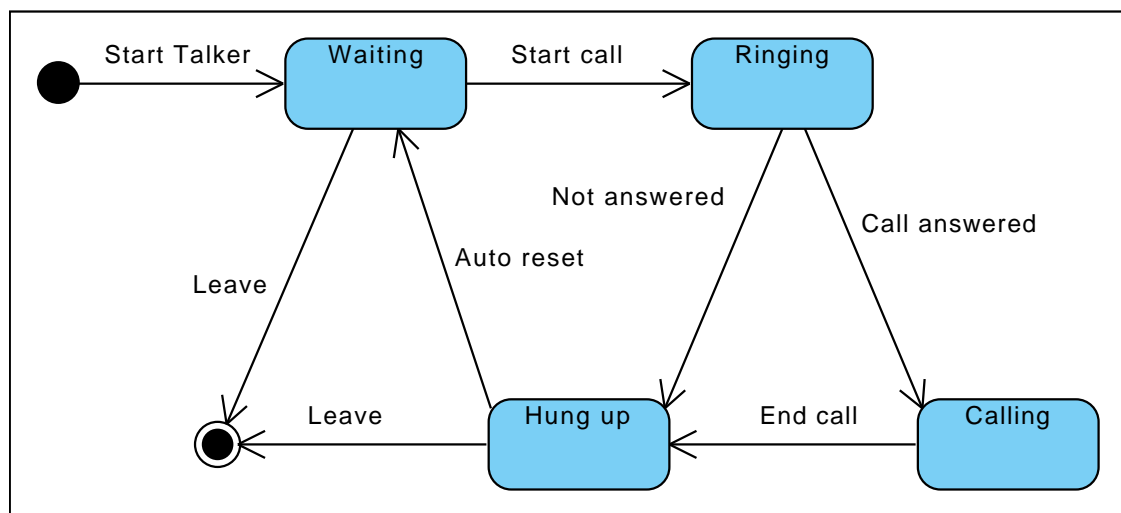 Start Talker
Waiting
Start call
Ringing
Not answered
Call answered
Auto reset
Leave
Leave
Hung up
End call
Calling